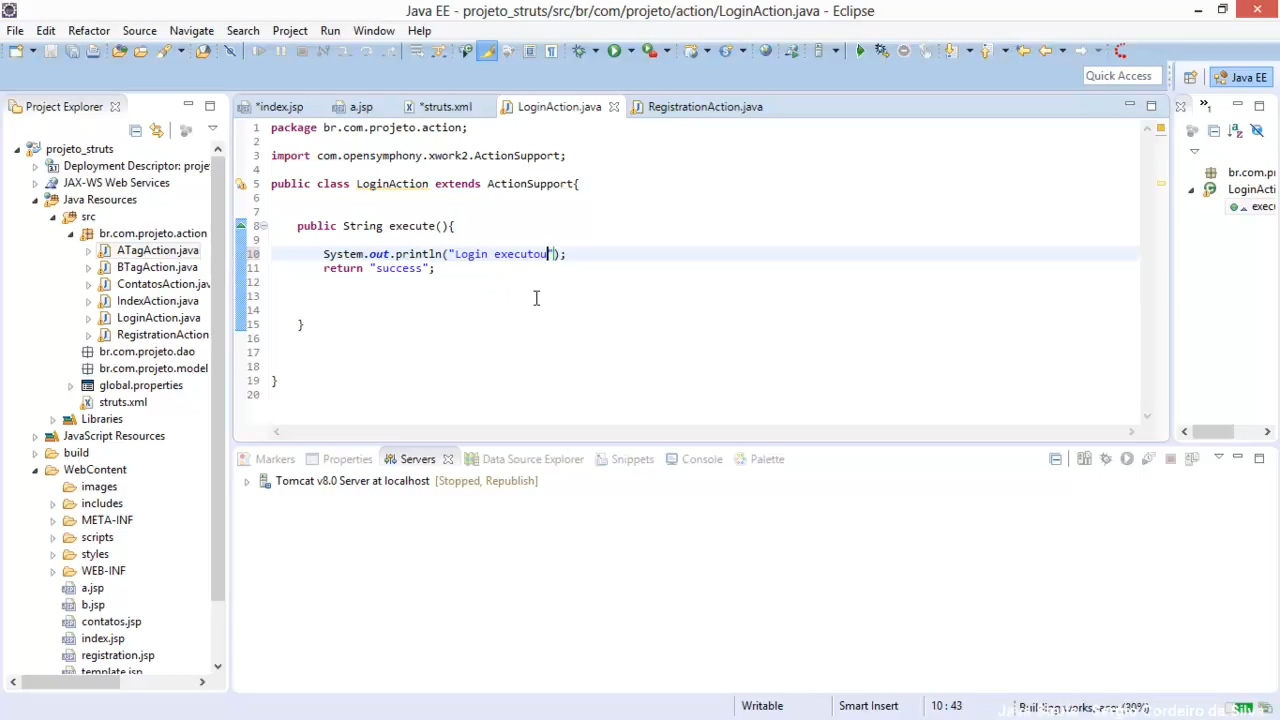 Java EE - projeto_struts/src/br/com/projeto/action/LoginAction.java - Eclipse
File Edit Refactor Source Navigate Search Project Run Window Help
Quick Access
Java EE
Project Explorer
*index.jsp
a.jsp
*struts.xml
LoginAction.java
RegistrationAction.java
projeto_struts
Deployment Descriptor: proje
JAX-WS Web Services
Java Resources
src
br.com.projeto.action
ATagAction.java
BTagAction.java
ContatosAction.jav
IndexAction.java
LoginAction.java
RegistrationAction
br.com.projeto.dao
br.com.projeto.model
global.properties
struts.xml
Libraries
JavaScript Resources
build
WebContent
images
includes
META-INF
scripts
styles
WEB-INF
a.jsp
b.jsp
contatos.jsp
index.jsp
registration.jsp
template.jsp
1 package br.com.projeto.action;
2
3 import com.opensymphony.xwork2.ActionSupport;
4
5 public class LoginAction extends ActionSupport{
6
7
8 public String execute(){
9
10 System.out.println("Login executou");
11 return "success";
12
13
14
15 }
16
17
18
19 }
20
br.com.p
LoginActi
exec
Markers Properties Servers Data Source Explorer Snippets Console Palette
Tomcat v8.0 Server at localhost [Stopped, Republish]
Writable Smart Insert 10 : 43